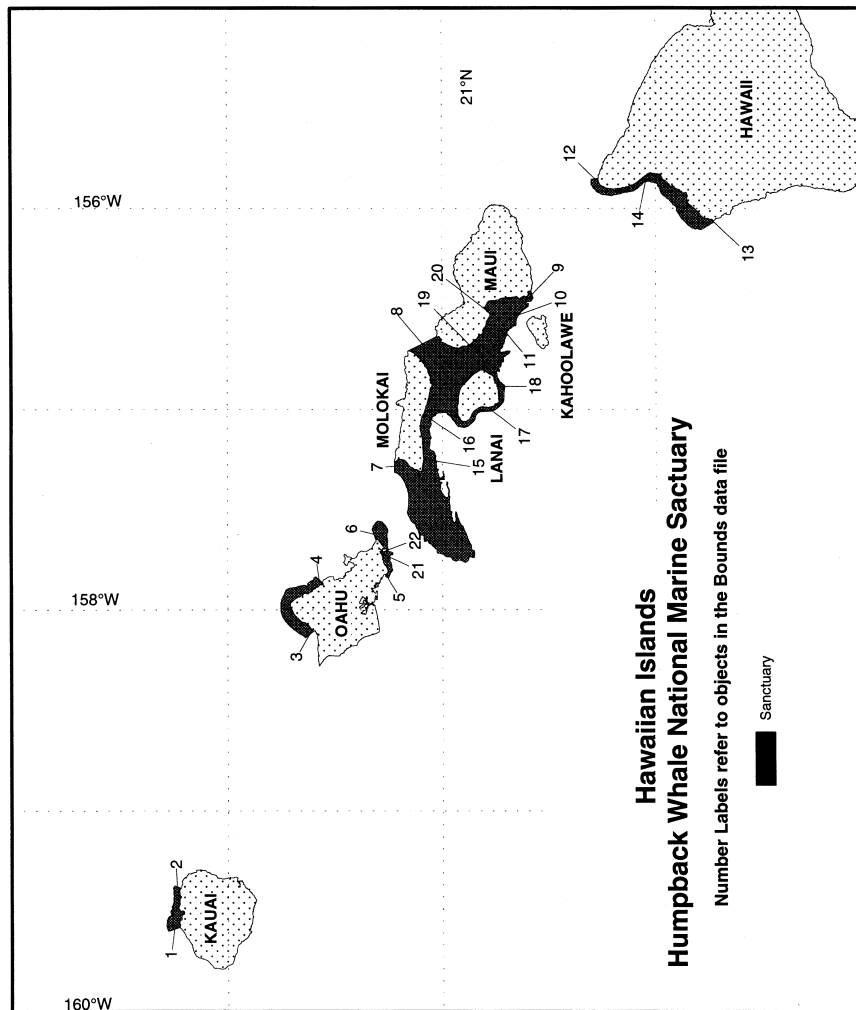 156°W
158°W
160°W
21°N
1
2
KAUAI
3
4
OAHU
5
6
21
22
MOLOKAI
7
8
15
16
LANAI
17
18
19
20
MAUI
9
10
11
KAHOOLAWE
12
13
14
HAWAII
Hawaiian Islands
Humpback Whale National Marine Sactuary
Number Labels refer to objects in the Bounds data file
Sanctuary